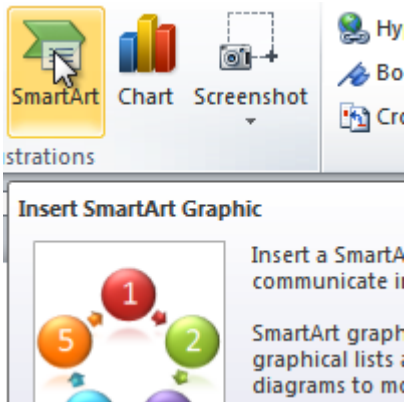 SmartArt Chart Screenshot
Hy
Bo
Cro
strations
Insert SmartArt Graphic
Insert a SmartA
communicate i
SmartArt graph
graphical lists
diagrams to mo
1
5
2